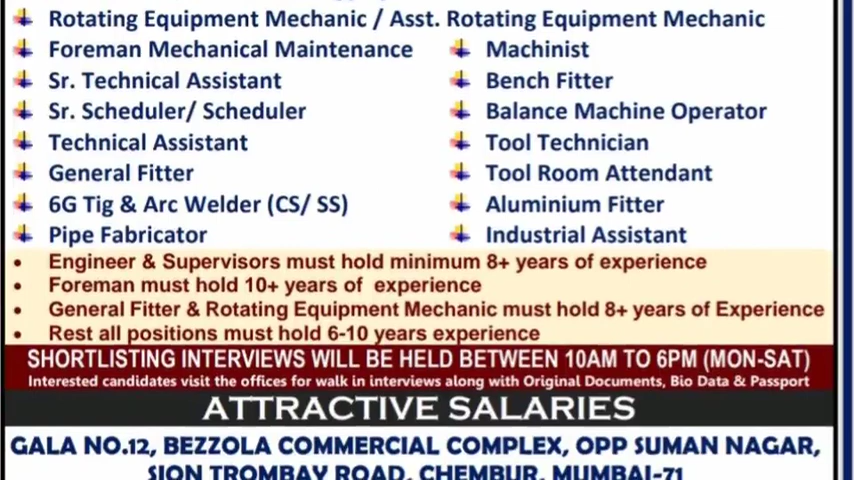 Rotating Equipment Mechanic / Asst. Rotating Equipment Mechanic
Foreman Mechanical Maintenance
Machinist
Sr. Technical Assistant
Bench Fitter
Sr. Scheduler/ Scheduler
Balance Machine Operator
Technical Assistant
Tool Technician
General Fitter
Tool Room Attendant
6G Tig & Arc Welder (CS/ SS)
Aluminium Fitter
Pipe Fabricator
Industrial Assistant
• Engineer & Supervisors must hold minimum 8+ years of experience
• Foreman must hold 10+ years of experience
• General Fitter & Rotating Equipment Mechanic must hold 8+ years of Experience
• Rest all positions must hold 6-10 years experience
SHORTLISTING INTERVIEWS WILL BE HELD BETWEEN 10AM TO 6PM (MON-SAT)
Interested candidates visit the offices for walk in interviews along with Original Documents, Bio Data & Passport
ATTRACTIVE SALARIES
GALA NO.12, BEZZOLA COMMERCIAL COMPLEX, OPP SUMAN NAGAR,
SION TROMBAY ROAD, CHEMBUR, MUMBAI-71